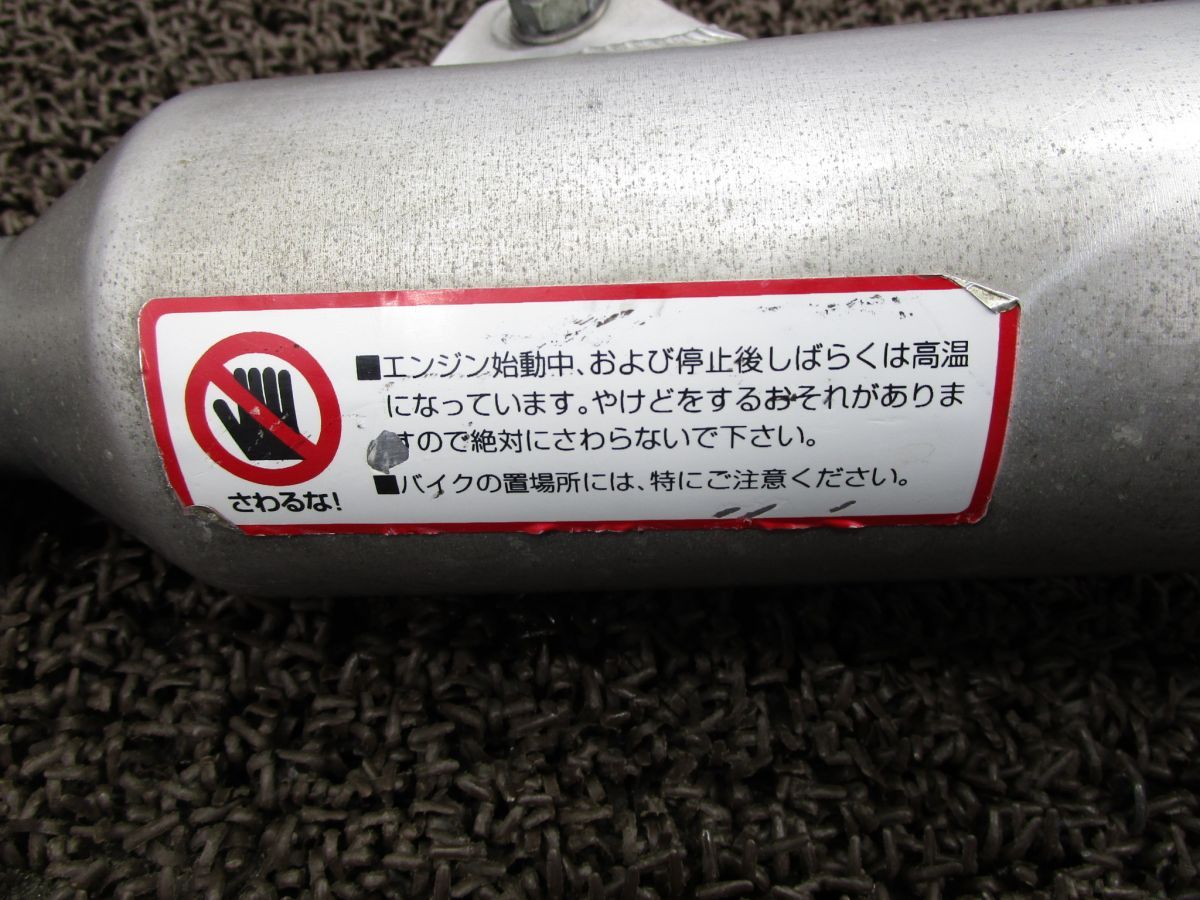 ■エンジン始動中、および停止後しばらくは高温
になっています。やけどをするおそれがありま
すので絶対にさわらないで下さい。
■バイクの置場所には、特にご注意ください。
さわるな!